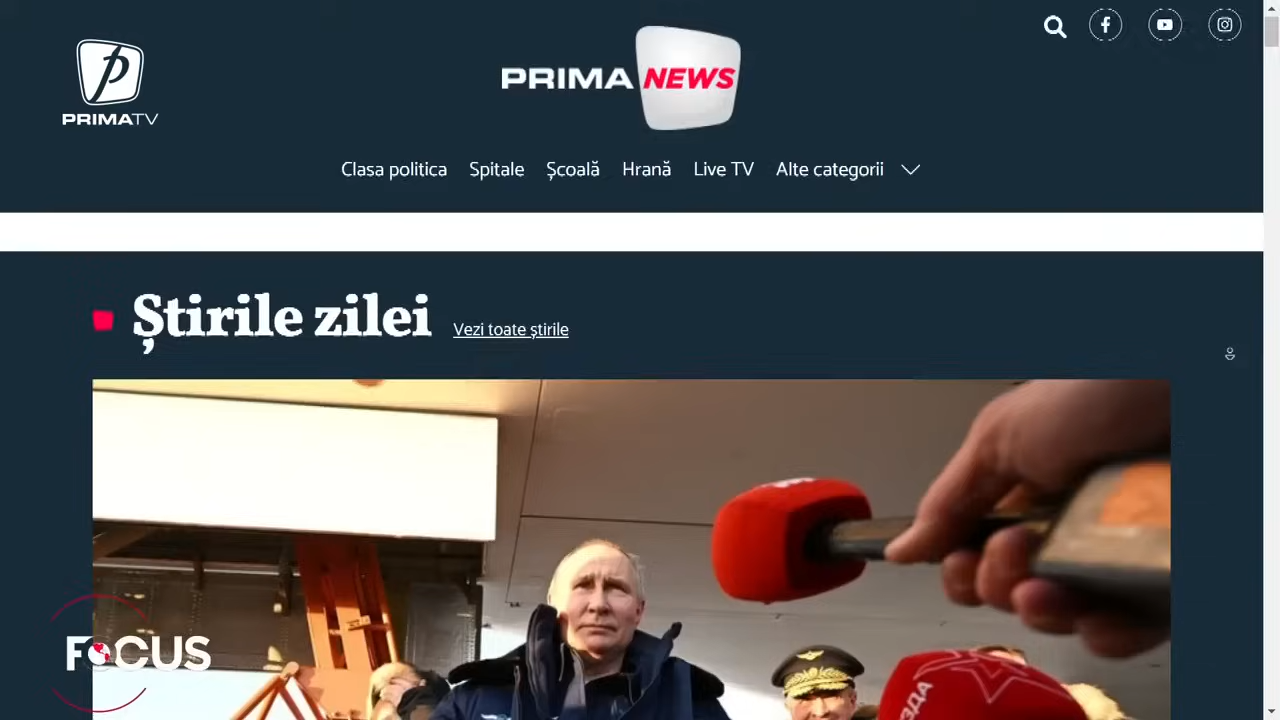 PRIMATV
PRIMA NEWS
Clasa politica Spitale Școală Hrană Live TV Alte categorii
Știrile zilei Vezi toate știrile
FOCUS